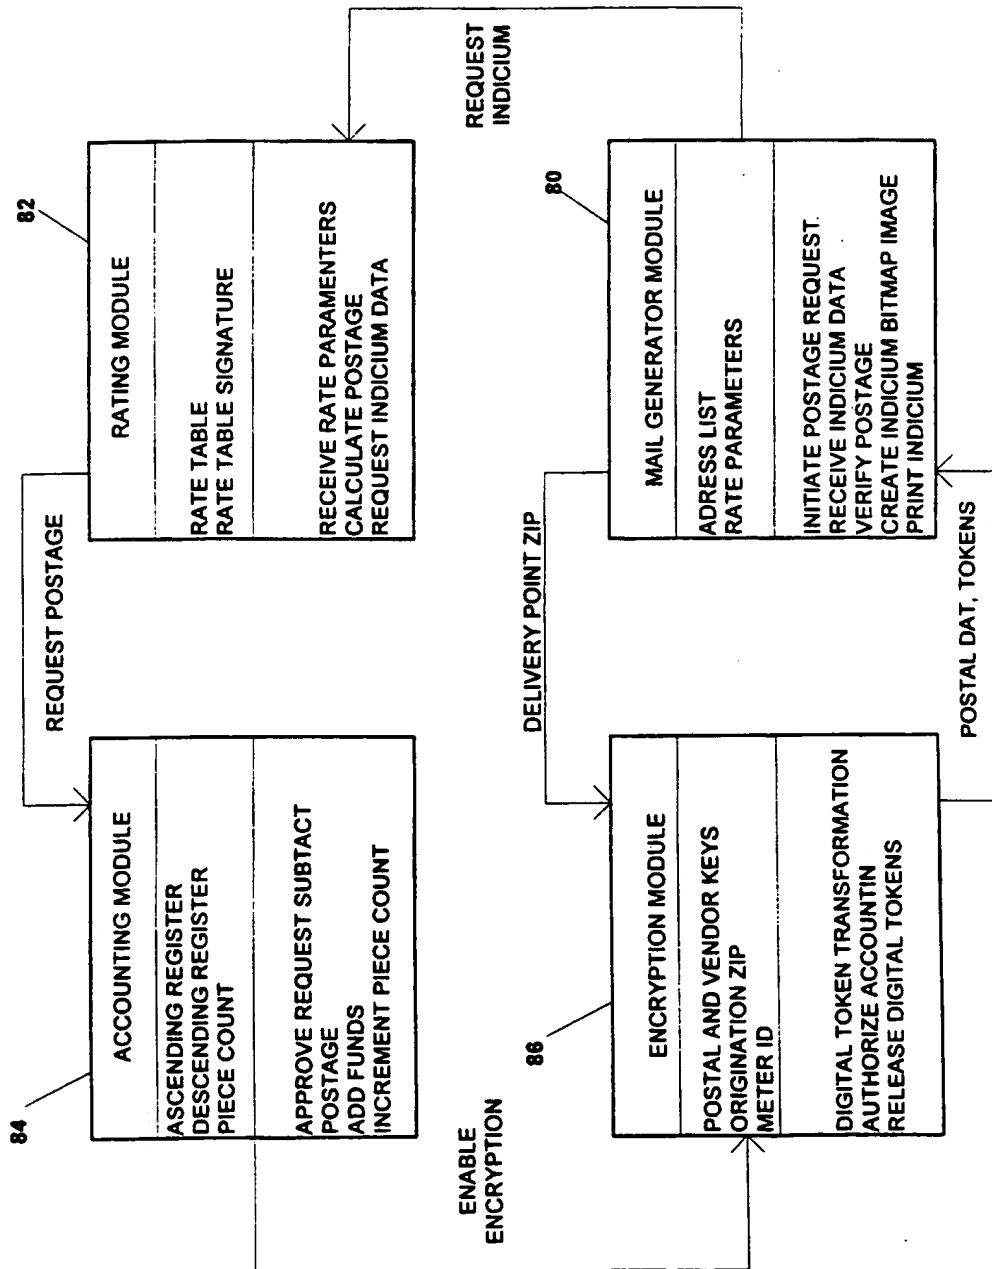 REQUEST POSTAGE
84
82
ACCOUNTING MODULE
ASCENDING REGISTER
DESCENDING REGISTER
PIECE COUNT
APPROVE REQUEST SUBTACT
POSTAGE
ADD FUNDS
INCREMENT PIECE COUNT
RATING MODULE
RATE TABLE
RATE TABLE SIGNATURE
RECEIVE RATE PARAMENTERS
CALCULATE POSTAGE
REQUEST INDICIUM DATA
ENABLE
ENCRYPTION
REQUEST
INDICIUM
DELIVERY POINT ZIP
86
80
ENCRYPTION MODULE
POSTAL AND VENDOR KEYS
ORIGINATION ZIP
METER ID
DIGITAL TOKEN TRANSFORMATION
AUTHORIZE ACCOUNTIN
RELEASE DIGITAL TOKENS
MAIL GENERATOR MODULE
ADRESS LIST
RATE PARAMETERS
INITIATE POSTAGE REQUEST.
RECEIVE INDICIUM DATA
VERIFY POSTAGE
CREATE INDICIUM BITMAP IMAGE
PRINT INDICIUM
POSTAL DAT, TOKENS